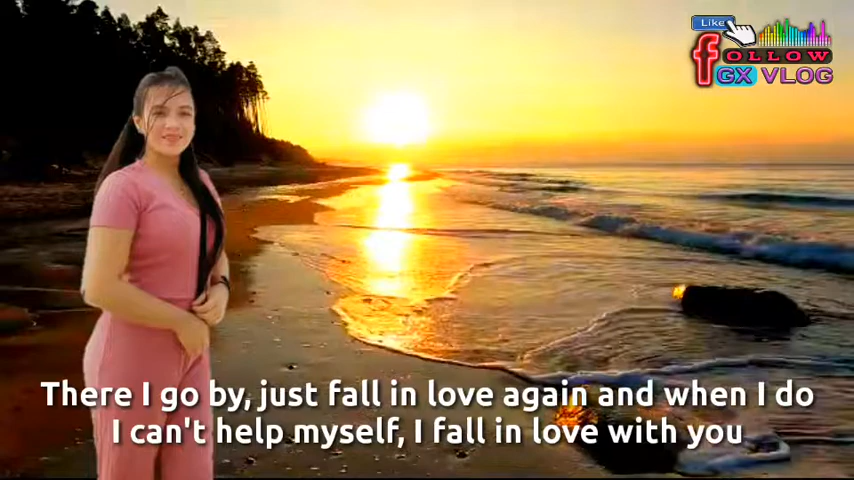 Like
fOLLOW
GX VLOG
There I go by, just fall in love again and when I do
I can't help myself, I fall in love with you